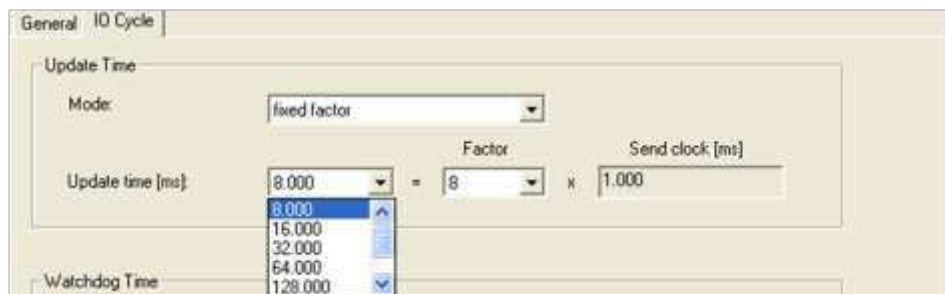 General IO Cycle
Update Time
Mode: fixed factor
Factor Send clock [ms]
Update time [ms]: 8.000 = 8 x 1.000
8.000
16.000
32.000
64.000
128.000
Watchdog Time